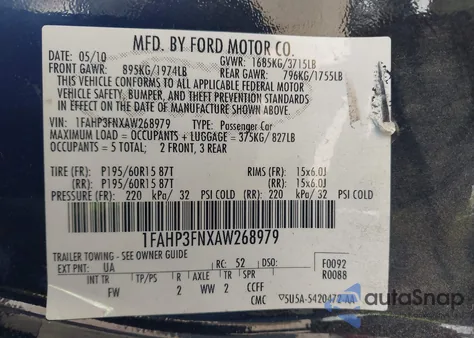 MFD. BY FORD MOTOR CO.
DATE: 05/10 GVWR: 1685KG/3715LB
FRONT GAWR: 895KG/1974LB REAR GAWR: 796KG/1755LB
THIS VEHICLE CONFORMS TO ALL APPLICABLE FEDERAL MOTOR
VEHICLE SAFETY, BUMPER, AND THEFT PREVENTION STANDARDS
IN EFFECT ON THE DATE OF MANUFACTURE SHOWN ABOVE.
VIN: 1FAHP3FNXAW268979 TYPE: Passenger Car
MAXIMUM LOAD = OCCUPANTS + LUGGAGE = 375KG/ 827LB
OCCUPANTS = 5 TOTAL; 2 FRONT, 3 REAR
TIRE (FR): P195/60R15 87T RIMS (FR): 15x6.0J
(RR): P195/60R15 87T (RR): 15x6.0J
PRESSURE (FR): 220 kPa/ 32 PSI COLD (RR): 220 kPa/ 32 PSI COLD
1FAHP3FNXAW268979
TRAILER TOWING - SEE OWNER GUIDE
EXT PNT: UA RC: 52 DSO: F0092
R0088
INT TR TP/PS R AXLE TR SPR
FW 2 WW 2 CCFF
CMC 5U5A-5420472-AA
autoSnap